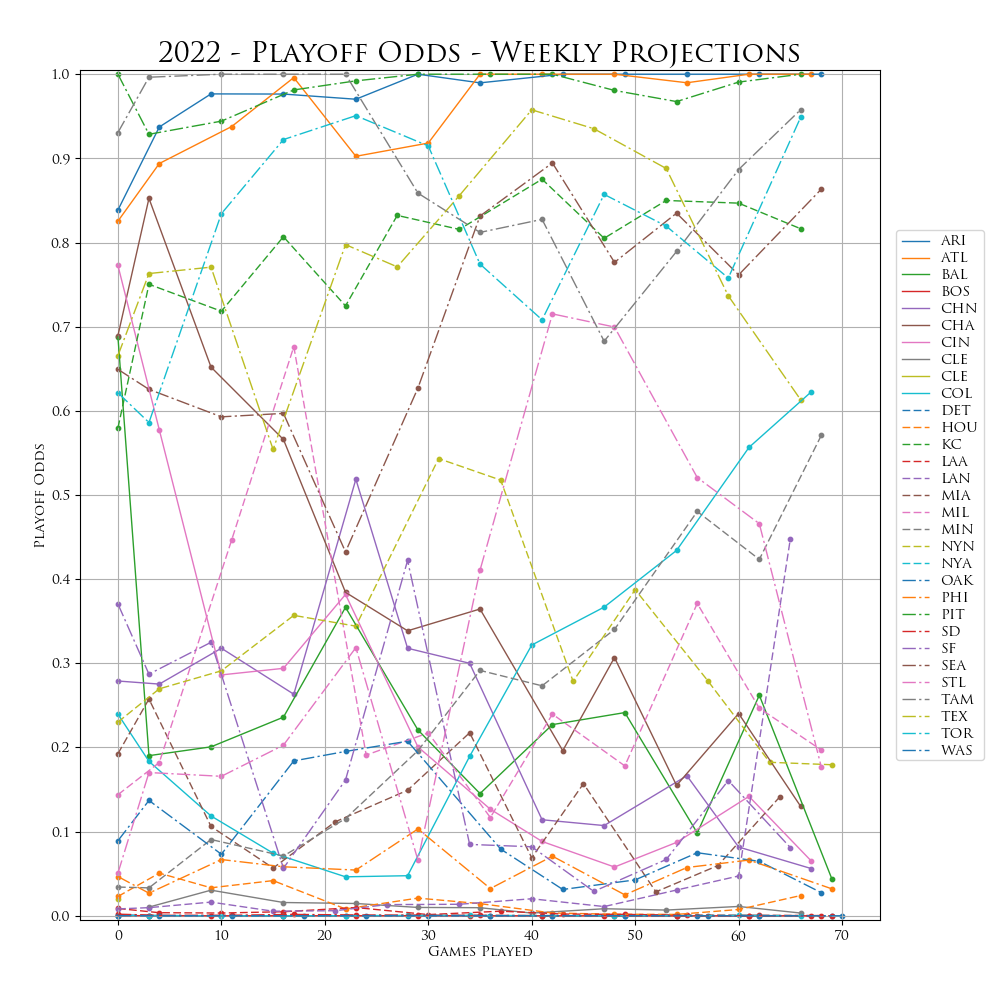 2022 - Playoff Odds - Weekly Projections
1.0
0.9
0.8
0.7
0.6
0.5
0.4
0.3
0.2
0.1
0.0
Playoff Odds
0 10 20 30 40 50 60 70
Games Played
ARI
ATL
BAL
BOS
CHN
CHA
CIN
CLE
CLE
COL
DET
HOU
KC
LAA
LAN
MIA
MIL
MIN
NYN
NYA
OAK
PHI
PIT
SD
SF
SEA
STL
TAM
TEX
TOR
WAS